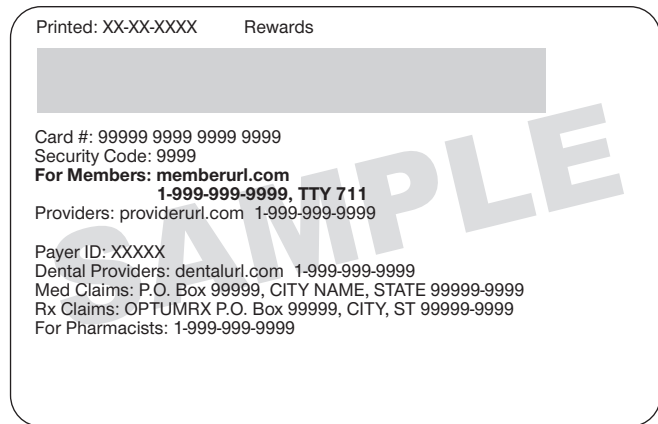 Printed: XX-XX-XXXX Rewards
Card #: 99999 9999 9999 9999
Security Code: 9999
For Members: memberurl.com
1-999-999-9999, TTY 711
Providers: providerurl.com 1-999-999-9999
Payer ID: XXXXX
Dental Providers: dentalurl.com 1-999-999-9999
Med Claims: P.O. Box 99999, CITY NAME, STATE 99999-9999
Rx Claims: OPTUMRX P.O. Box 99999, CITY, ST 99999-9999
For Pharmacists: 1-999-999-9999
SAMPLE